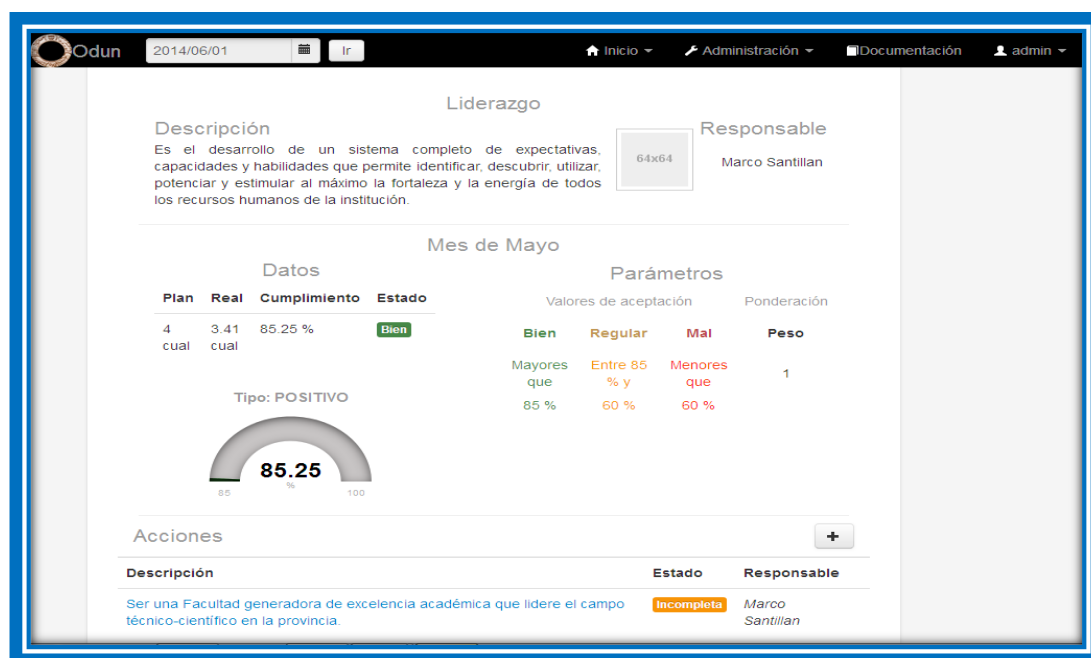 Odun 2014/06/01 Ir Inicio Administración Documentación admin
Liderazgo
Descripción
Es el desarrollo de un sistema completo de expectativas,
capacidades y habilidades que permite identificar, descubrir, utilizar,
potenciar y estimular al máximo la fortaleza y la energía de todos
los recursos humanos de la institución.
64x64
Responsable
Marco Santillan
Mes de Mayo
Datos
Plan Real Cumplimiento Estado
4 3.41 85.25 % Bien
cual cual
Tipo: POSITIVO
85.25
%
85 100
Parámetros
Valores de aceptación Ponderación
Bien Regular Mal Peso
Mayores Entre 85 Menores
que % y que 1
85 % 60 % 60 %
Acciones +
Descripción Estado Responsable
Ser una Facultad generadora de excelencia académica que lidere el campo Incompleta Marco
técnico-científico en la provincia. Santillan